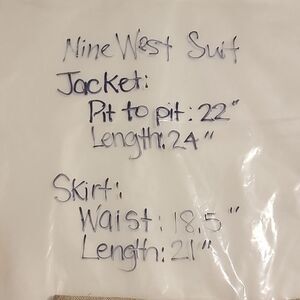 Nine West Suit
Jacket:
Pit to pit: 22"
Length: 24"
Skirt:
Waist: 18.5"
Length: 21"